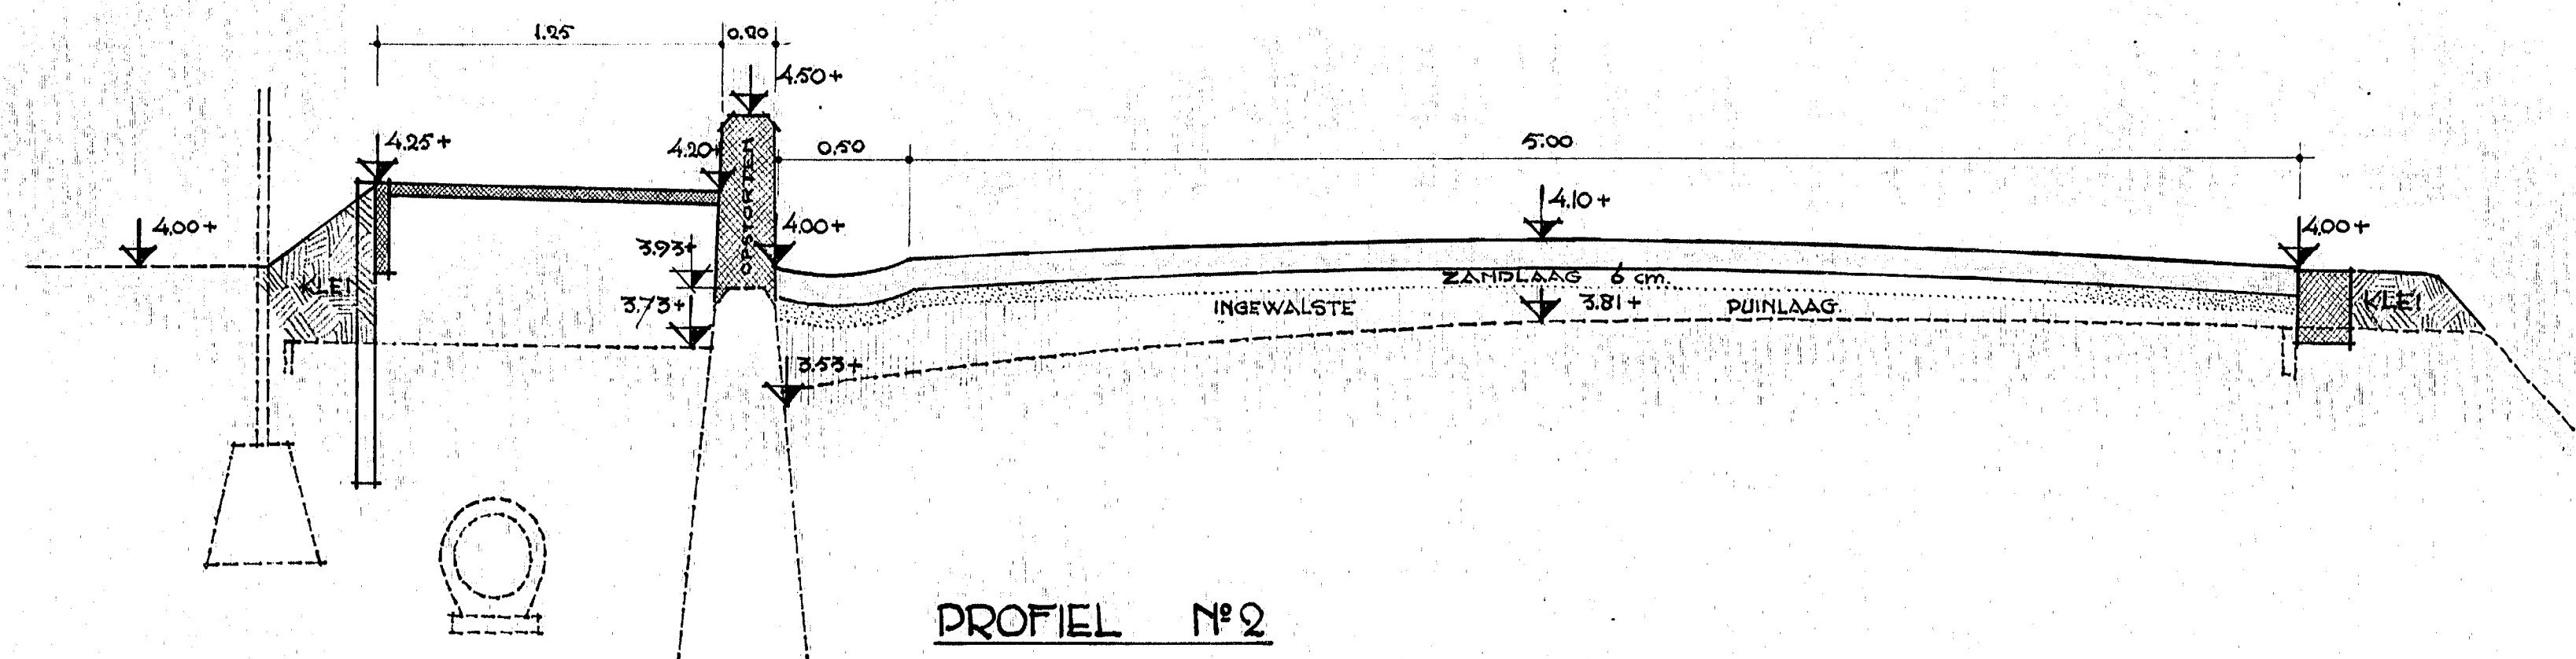 1.25
0.20
4.50+
4.25+
4.20+
0.50
5.00
4.00+
4.00+
4.10+
4.00+
3.93+
OPSTORTEN
KLEI
3.73+
ZANDLAAG 6 cm.
INGEWALSTE
3.81+
PUINLAAG.
KLEI
3.53+
PROFIEL Nº 2